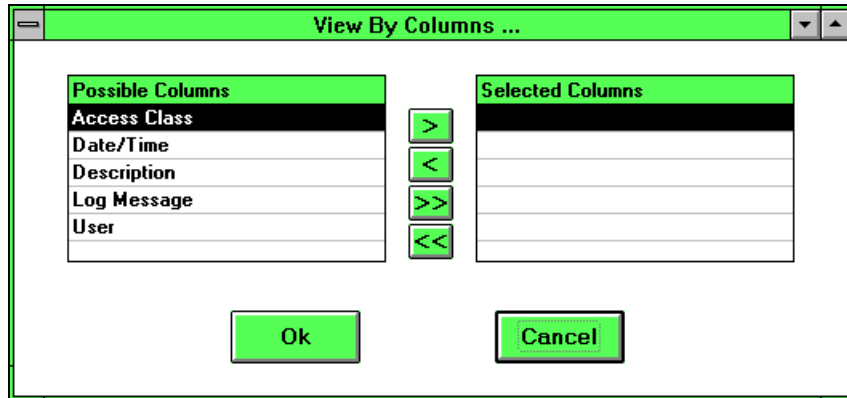 View By Columns ...
Possible Columns
Access Class
Date/Time
Description
Log Message
User
>
<
>>
<<
Selected Columns
Ok
Cancel